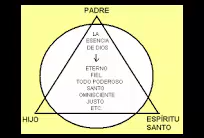 PADRE
LA
ESENCIA
DE DIOS
ETERNO
FIEL
TODO PODEROSO
SANTO
OMNISCIENTE
JUSTO
ETC.
HIJO
ESPÍRITU
SANTO